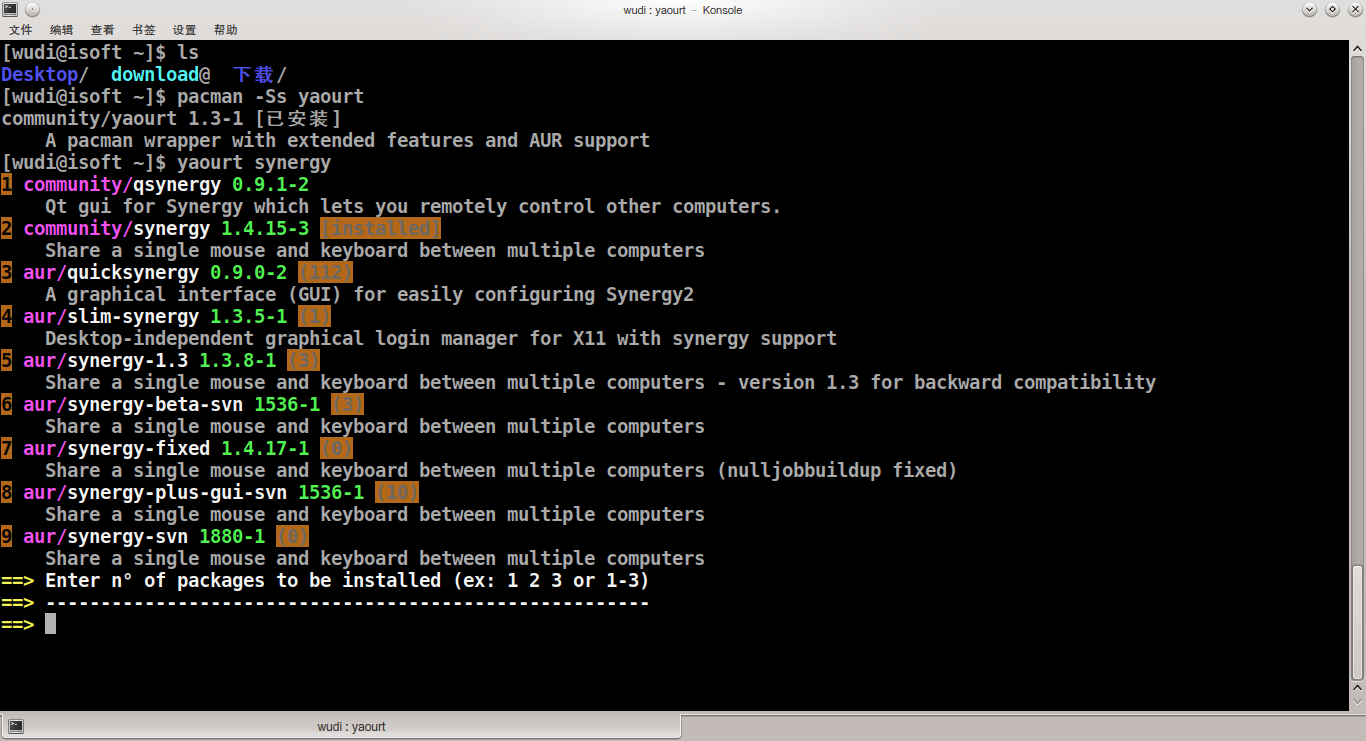 wudi : yaourt – Konsole
文件 编辑 查看 书签 设置 帮助
[wudi@isoft ~]$ ls
Desktop/  download@  下载/
[wudi@isoft ~]$ pacman -Ss yaourt
community/yaourt 1.3-1 [已安装]
    A pacman wrapper with extended features and AUR support
[wudi@isoft ~]$ yaourt synergy
1 community/qsynergy 0.9.1-2
    Qt gui for Synergy which lets you remotely control other computers.
2 community/synergy 1.4.15-3 [installed]
    Share a single mouse and keyboard between multiple computers
3 aur/quicksynergy 0.9.0-2 (112)
    A graphical interface (GUI) for easily configuring Synergy2
4 aur/slim-synergy 1.3.5-1 (1)
    Desktop-independent graphical login manager for X11 with synergy support
5 aur/synergy-1.3 1.3.8-1 (3)
    Share a single mouse and keyboard between multiple computers - version 1.3 for backward compatibility
6 aur/synergy-beta-svn 1536-1 (3)
    Share a single mouse and keyboard between multiple computers
7 aur/synergy-fixed 1.4.17-1 (0)
    Share a single mouse and keyboard between multiple computers (nulljobbuildup fixed)
8 aur/synergy-plus-gui-svn 1536-1 (10)
    Share a single mouse and keyboard between multiple computers
9 aur/synergy-svn 1880-1 (0)
    Share a single mouse and keyboard between multiple computers
==> Enter n° of packages to be installed (ex: 1 2 3 or 1-3)
==> -------------------------------------------------------
==>
wudi : yaourt